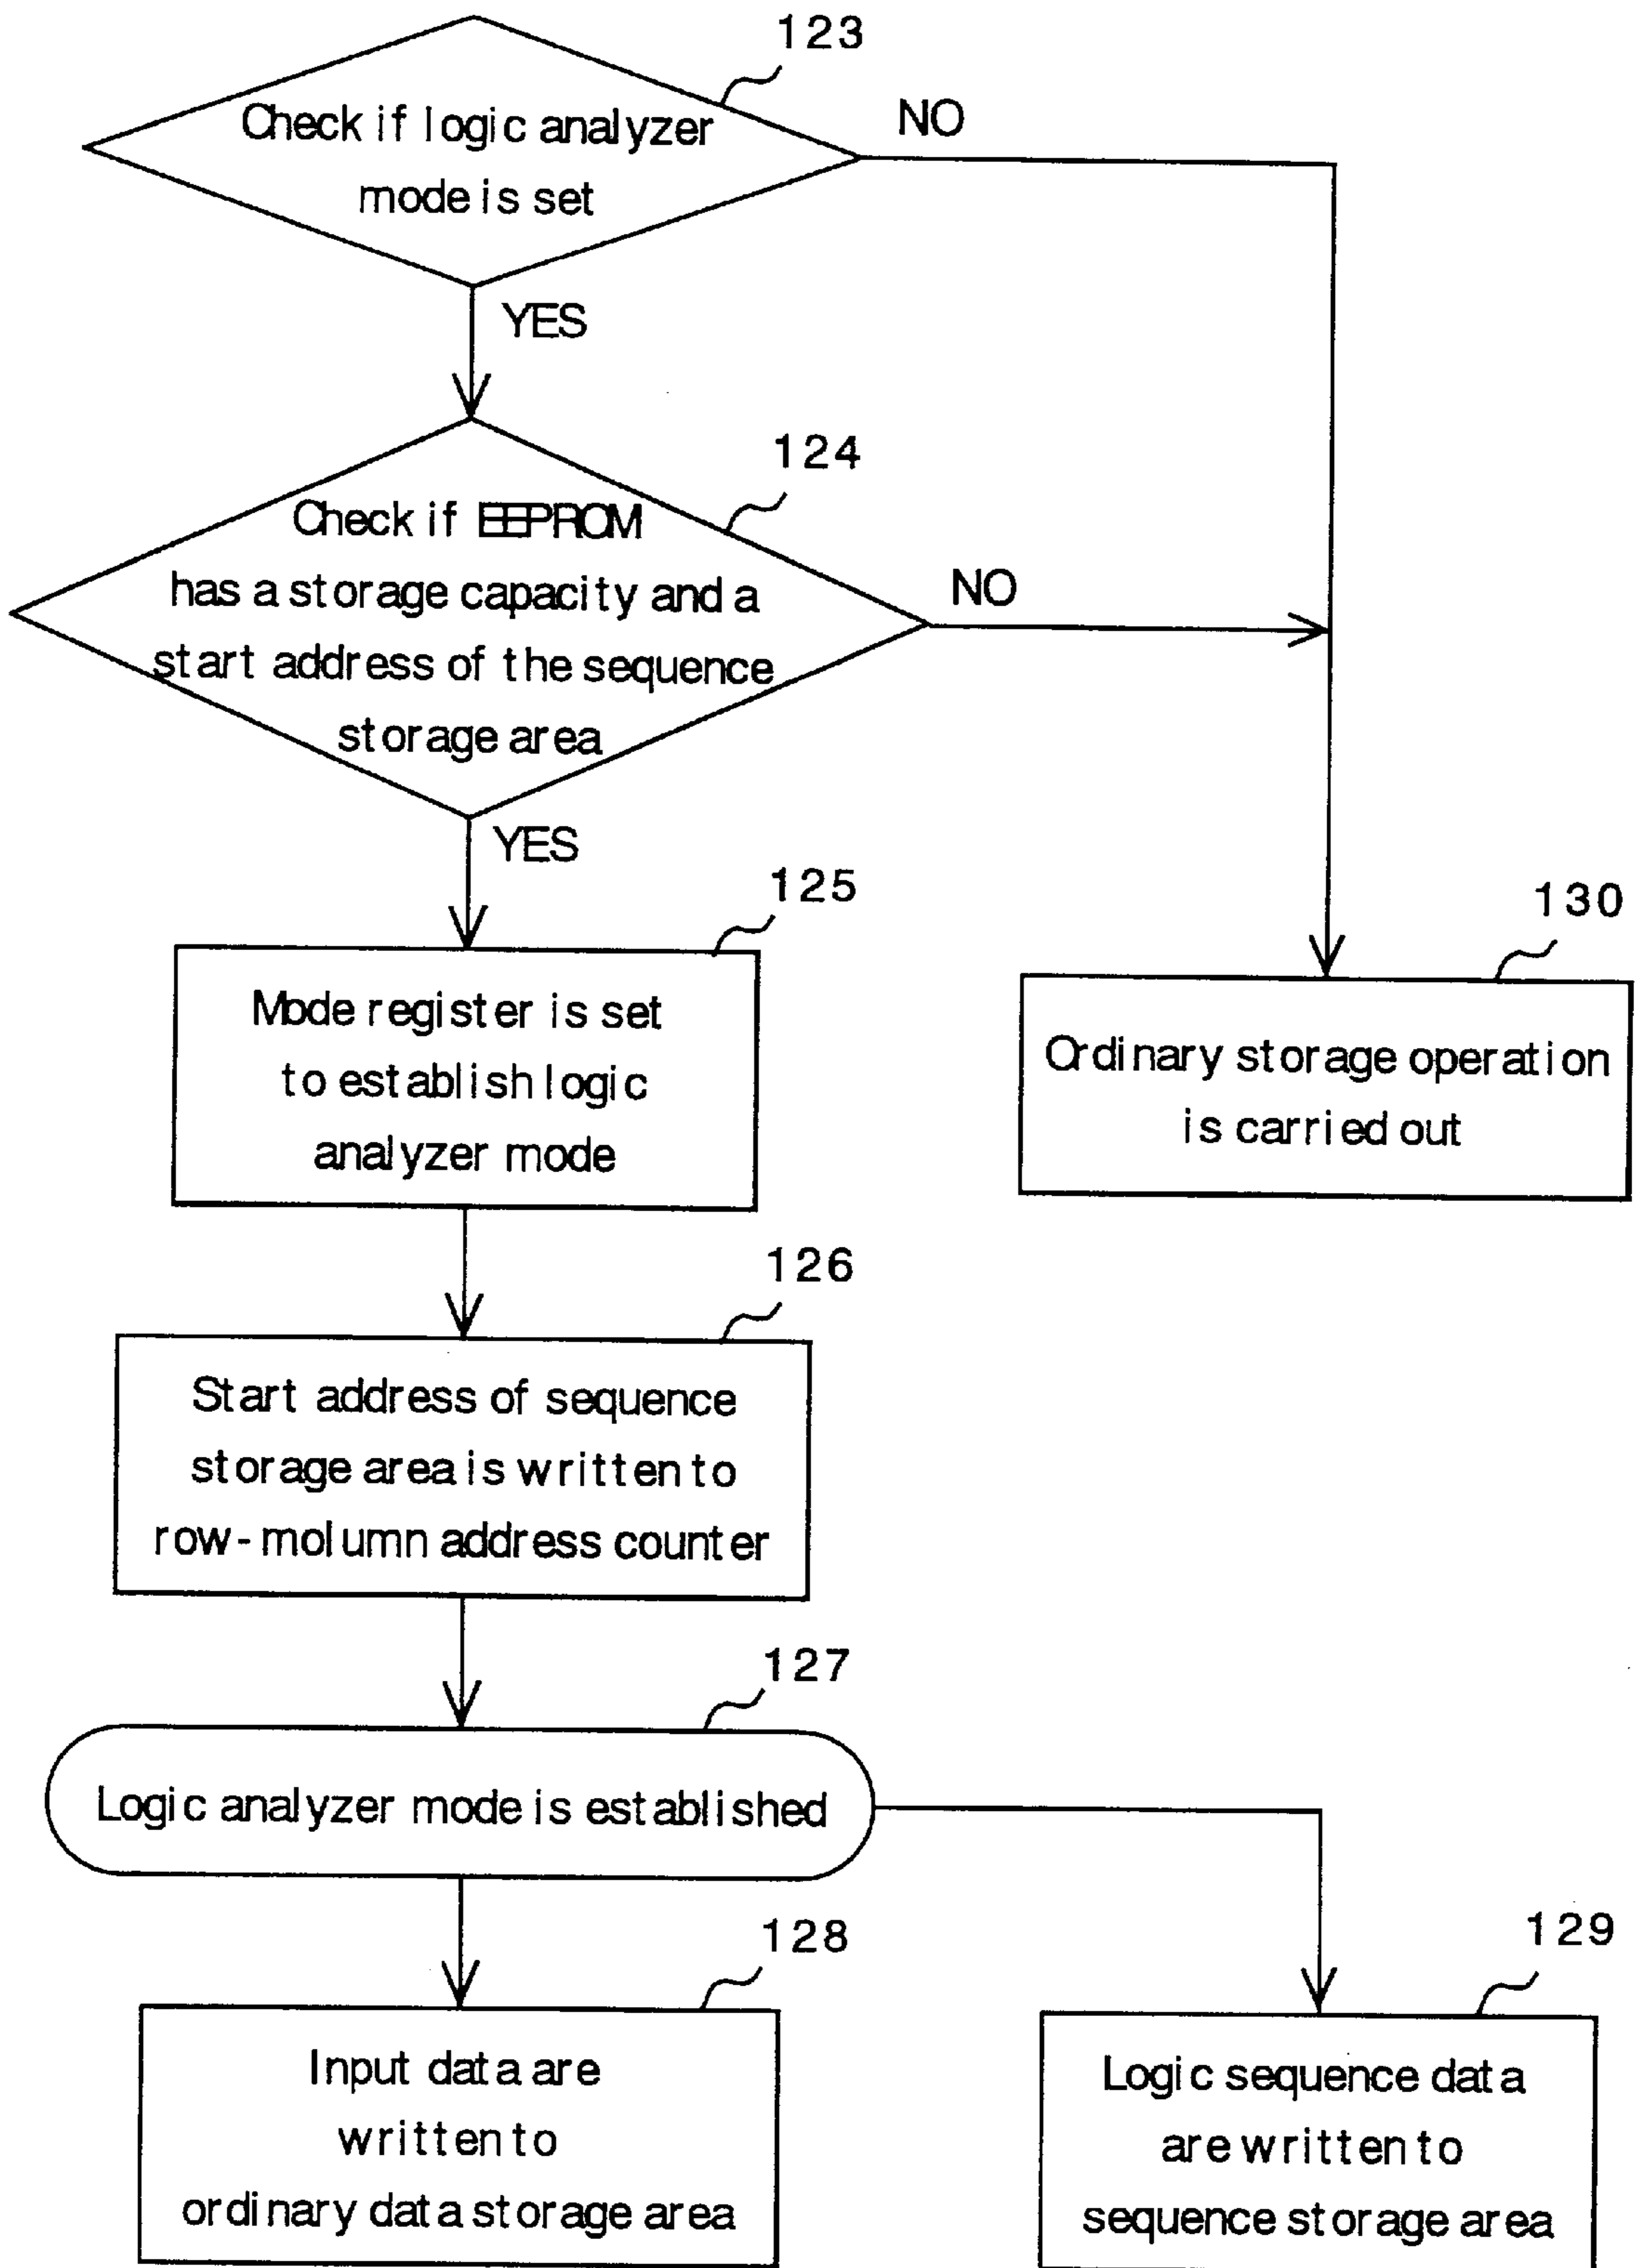 123
Check if logic analyzer
mode is set
NO
YES
124
Check if EEPROM
has a storage capacity and a
start address of the sequence
storage area
NO
YES
125
Mode register is set
to establish logic
analyzer mode
130
Ordinary storage operation
is carried out
126
Start address of sequence
storage area is written to
row-molumn address counter
127
Logic analyzer mode is established
128
Input data are
written to
ordinary data storage area
129
Logic sequence data
are written to
sequence storage area